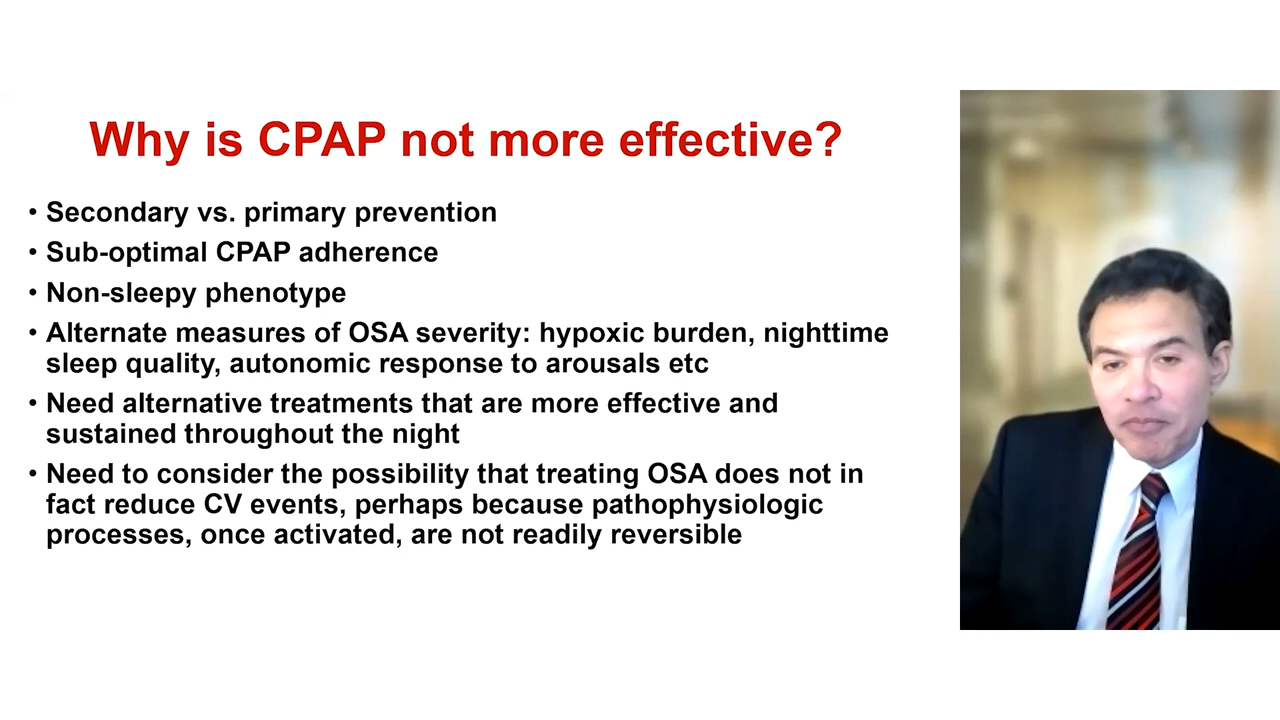 Why is CPAP not more effective?
• Secondary vs. primary prevention
• Sub-optimal CPAP adherence
• Non-sleepy phenotype
• Alternate measures of OSA severity: hypoxic burden, nighttime
sleep quality, autonomic response to arousals etc
• Need alternative treatments that are more effective and
sustained throughout the night
• Need to consider the possibility that treating OSA does not in
fact reduce CV events, perhaps because pathophysiologic
processes, once activated, are not readily reversible